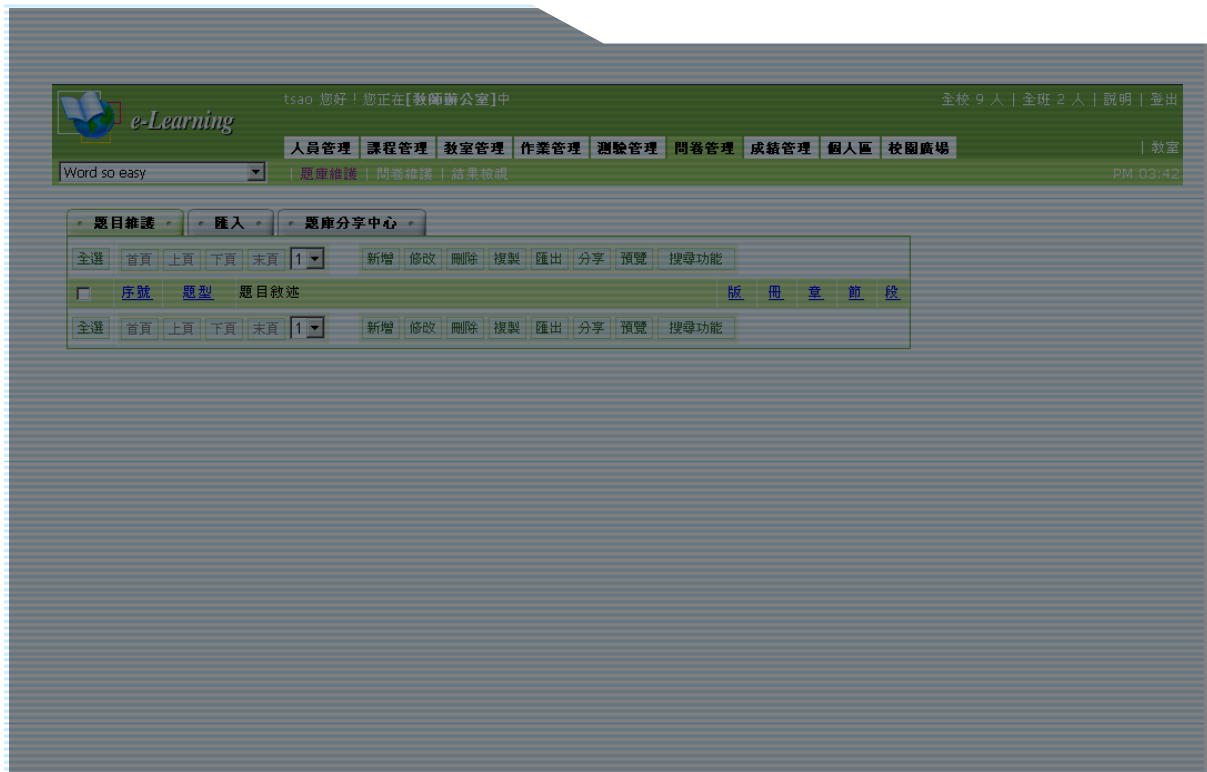 tsao 您好！您正在[教師辦公室]中 全校 9 人 | 全班 2 人 | 說明 | 登出
e-Learning
人員管理 課程管理 教室管理 作業管理 測驗管理 問卷管理 成績管理 個人區 校園廣場 | 教室
Word so easy | 題庫維護 | 問卷維護 | 結果檢視 PM 03:42
題目維護 匯入 題庫分享中心
全選 首頁 上頁 下頁 末頁 1 新增 修改 刪除 複製 匯出 分享 預覽 搜尋功能
序號 題型 題目敘述 版 冊 章 節 段
全選 首頁 上頁 下頁 末頁 1 新增 修改 刪除 複製 匯出 分享 預覽 搜尋功能